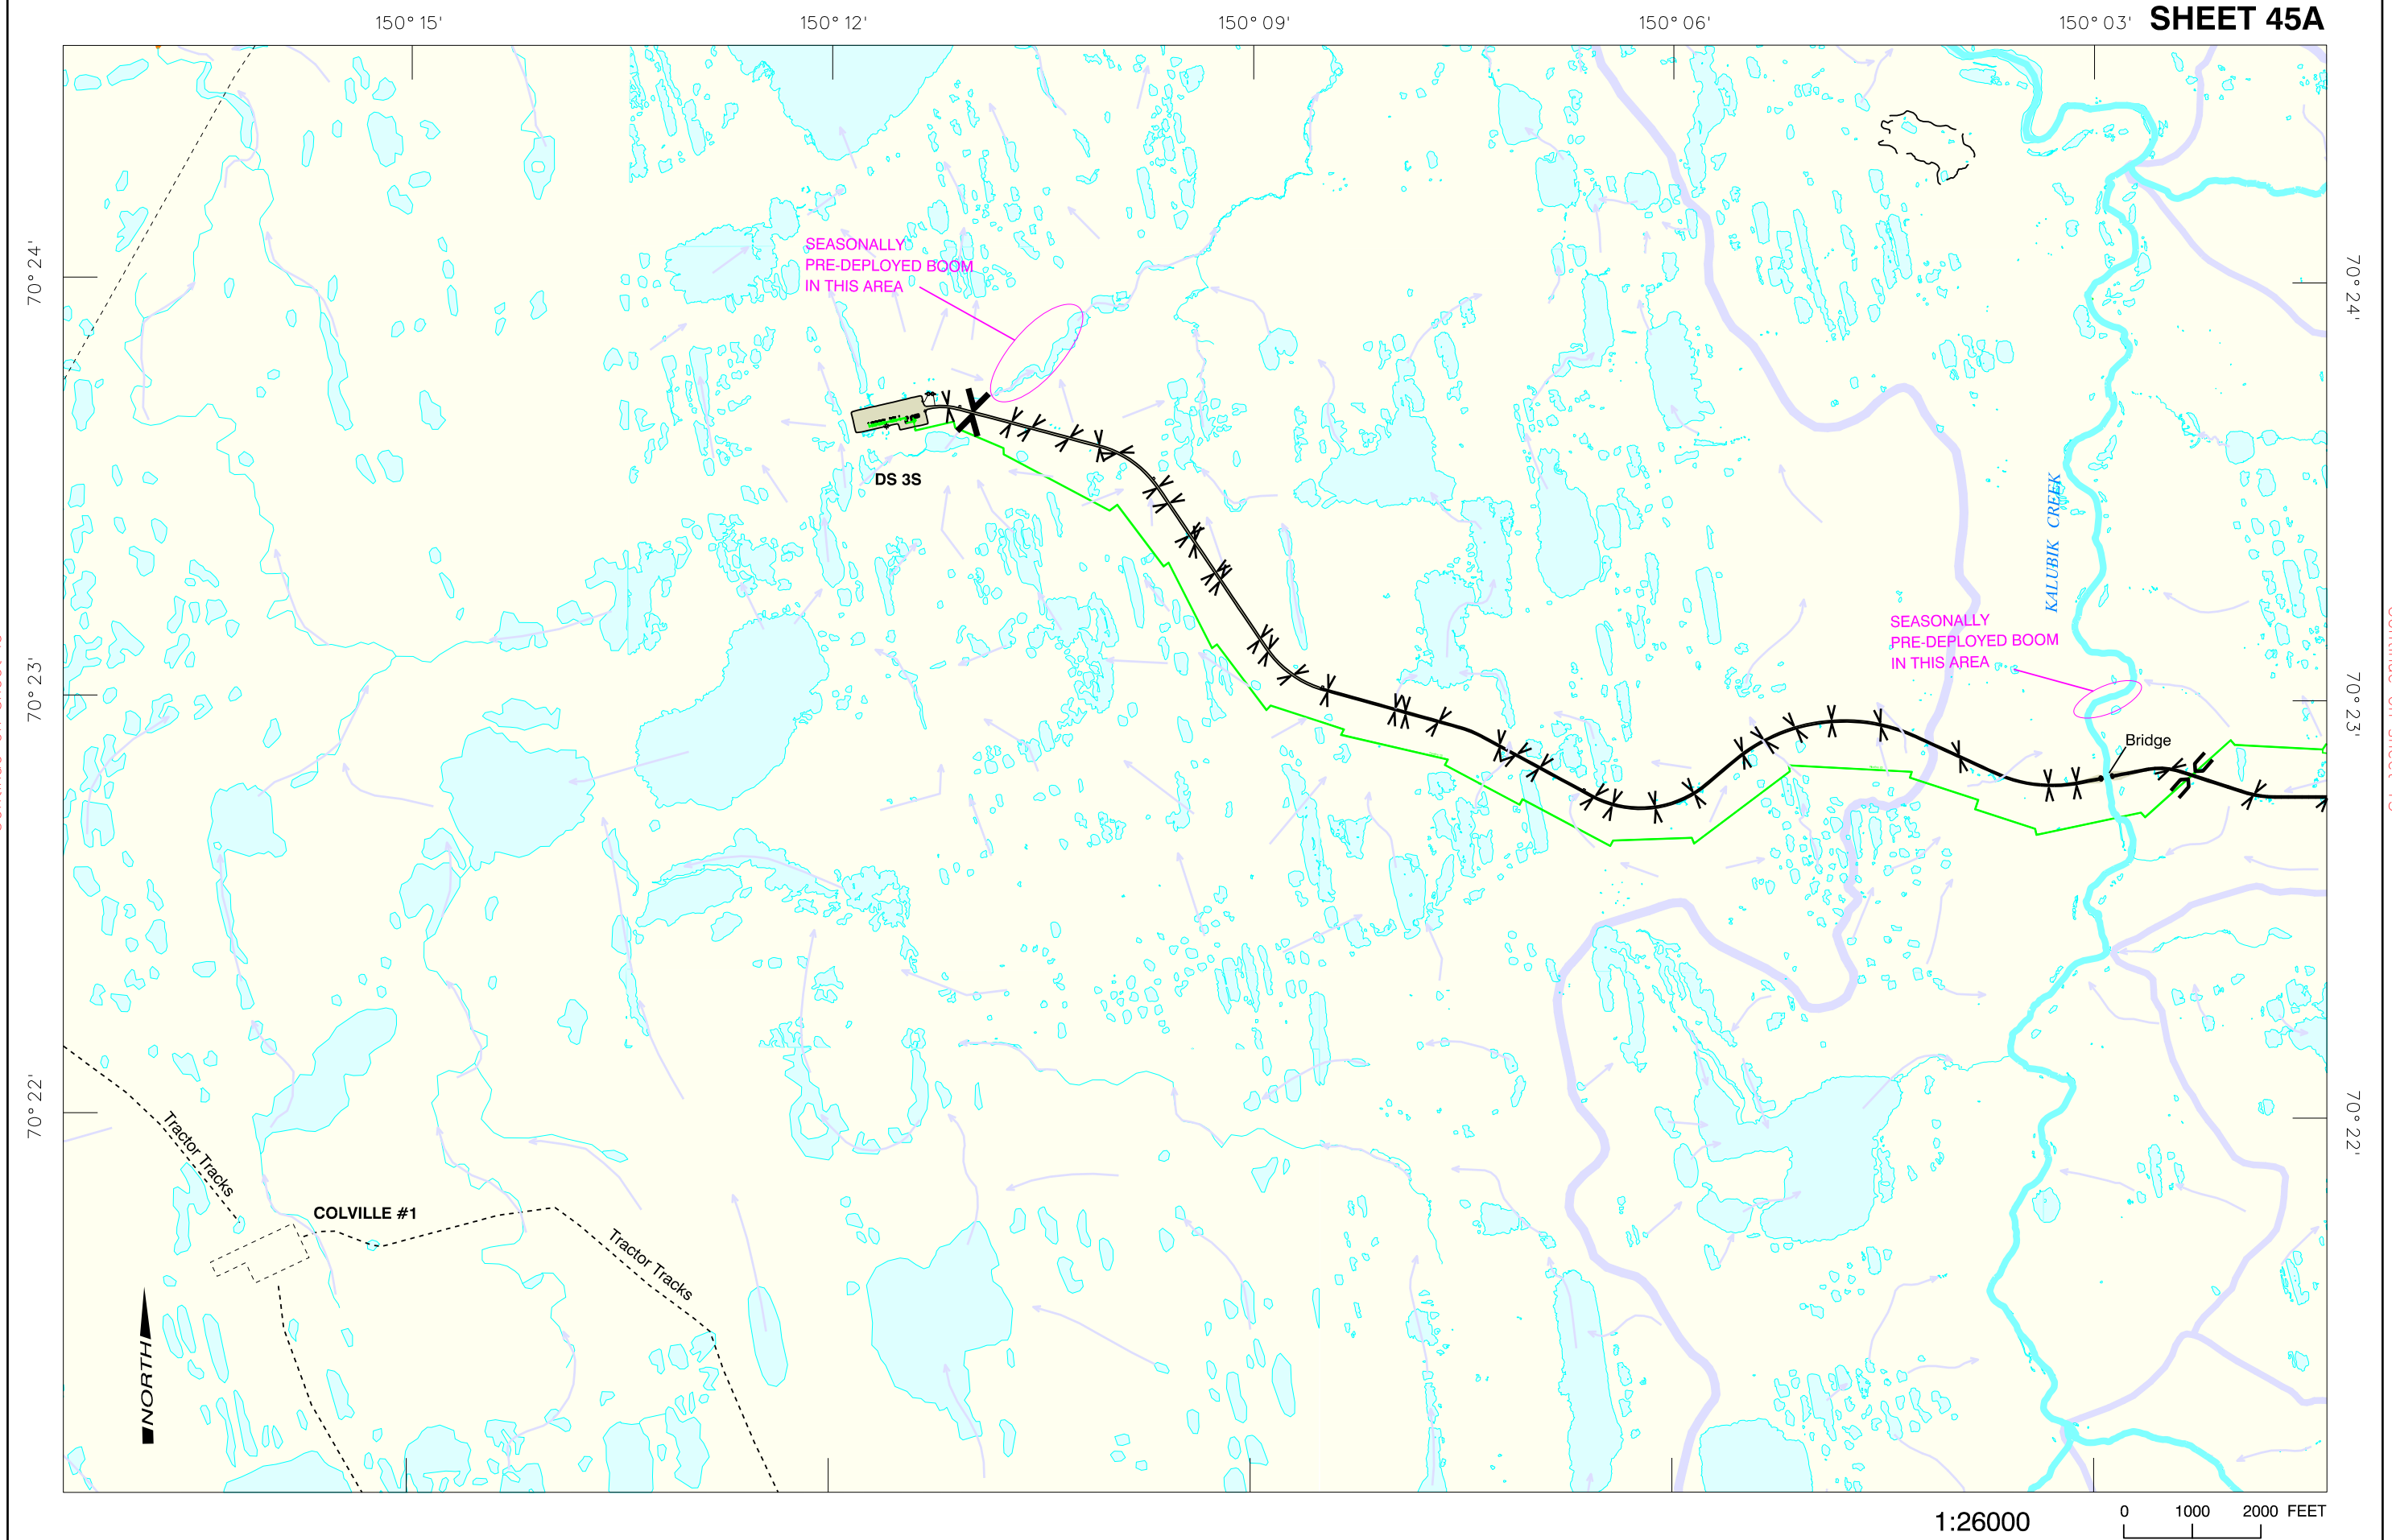 150° 15'
150° 12'
150° 09'
150° 06'
150° 03'
SHEET 45A
70° 24'
70° 24'
SEASONALLY
PRE-DEPLOYED BOOM
IN THIS AREA
DS 3S
KALUBIK CREEK
SEASONALLY
PRE-DEPLOYED BOOM
IN THIS AREA
70° 23'
70° 23'
Bridge
70° 22'
70° 22'
Tractor Tracks
COLVILLE #1
Tractor Tracks
NORTH
1:26000
0 1000 2000 FEET